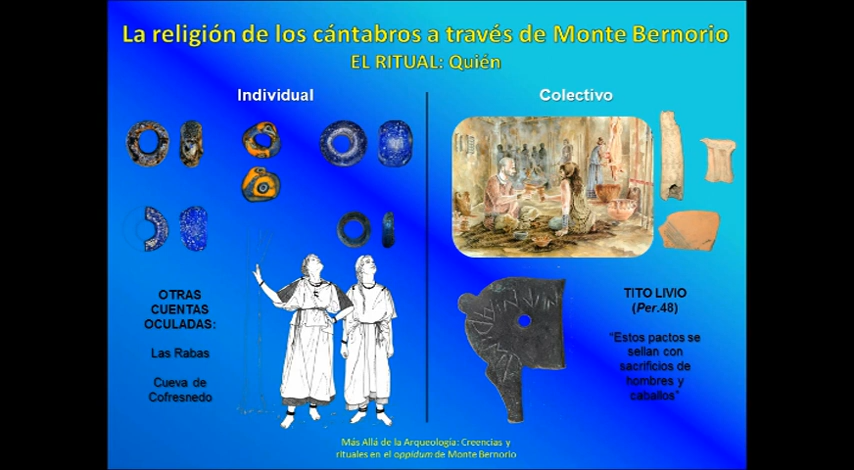 La religión de los cántabros a través de Monte Bernorio
EL RITUAL: Quién
Individual
Colectivo
OTRAS
CUENTAS
OCULADAS:
Las Rabas
Cueva de
Cofresnedo
TITO LIVIO
(Per.48)
“Estos pactos se
sellan con
sacrificios de
hombres y
caballos”
Más Allá de la Arqueología: Creencias y
rituales en el oppidum de Monte Bernorio